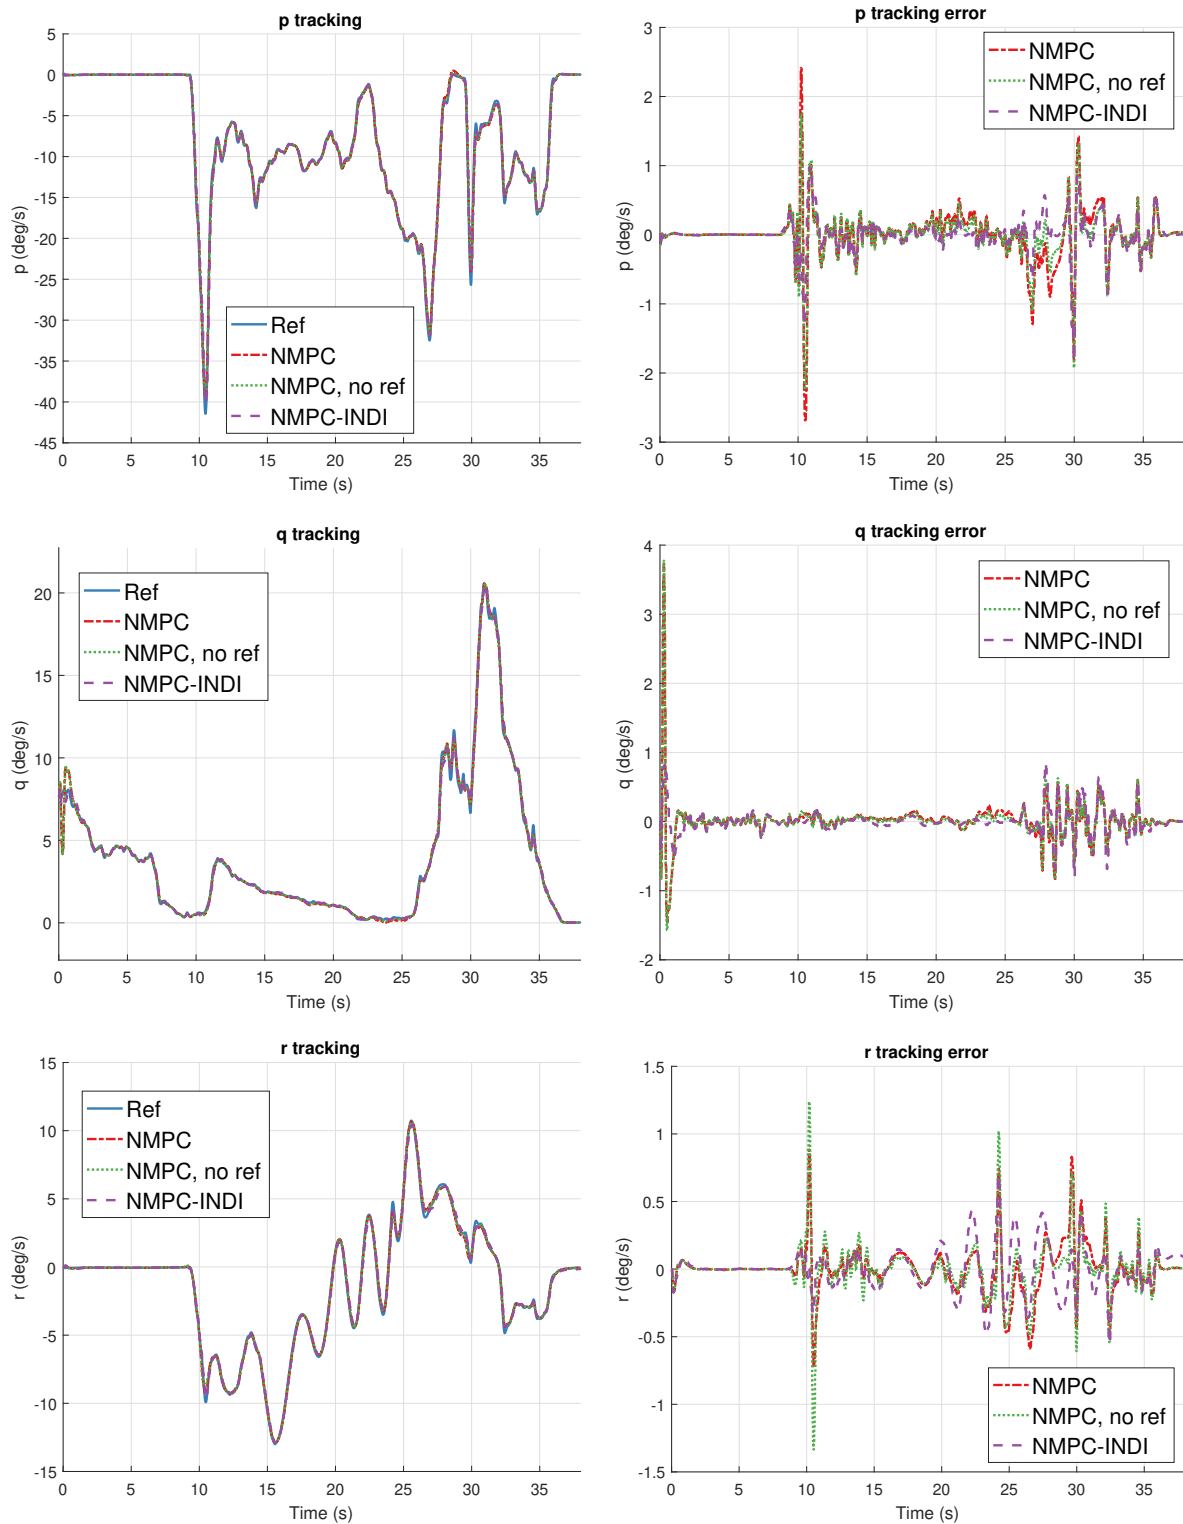 p tracking
5
0
-5
-10
-15
-20
-25
-30
-35
-40
-45
p (deg/s)
Ref
NMPC
NMPC, no ref
NMPC-INDI
0 5 10 15 20 25 30 35
Time (s)
p tracking error
3
2
1
0
-1
-2
-3
p (deg/s)
NMPC
NMPC, no ref
NMPC-INDI
0 5 10 15 20 25 30 35
Time (s)
q tracking
20
15
10
5
0
q (deg/s)
Ref
NMPC
NMPC, no ref
NMPC-INDI
0 5 10 15 20 25 30 35
Time (s)
q tracking error
4
3
2
1
0
-1
-2
q (deg/s)
NMPC
NMPC, no ref
NMPC-INDI
0 5 10 15 20 25 30 35
Time (s)
r tracking
15
10
5
0
-5
-10
-15
r (deg/s)
Ref
NMPC
NMPC, no ref
NMPC-INDI
0 5 10 15 20 25 30 35
Time (s)
r tracking error
1.5
1
0.5
0
-0.5
-1
-1.5
r (deg/s)
NMPC
NMPC, no ref
NMPC-INDI
0 5 10 15 20 25 30 35
Time (s)